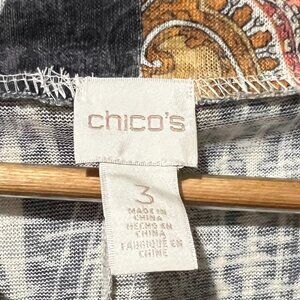 chico's
3
MADE IN
CHINA
HECHO EN
CHINA
FABRIQUÉ EN
CHINE